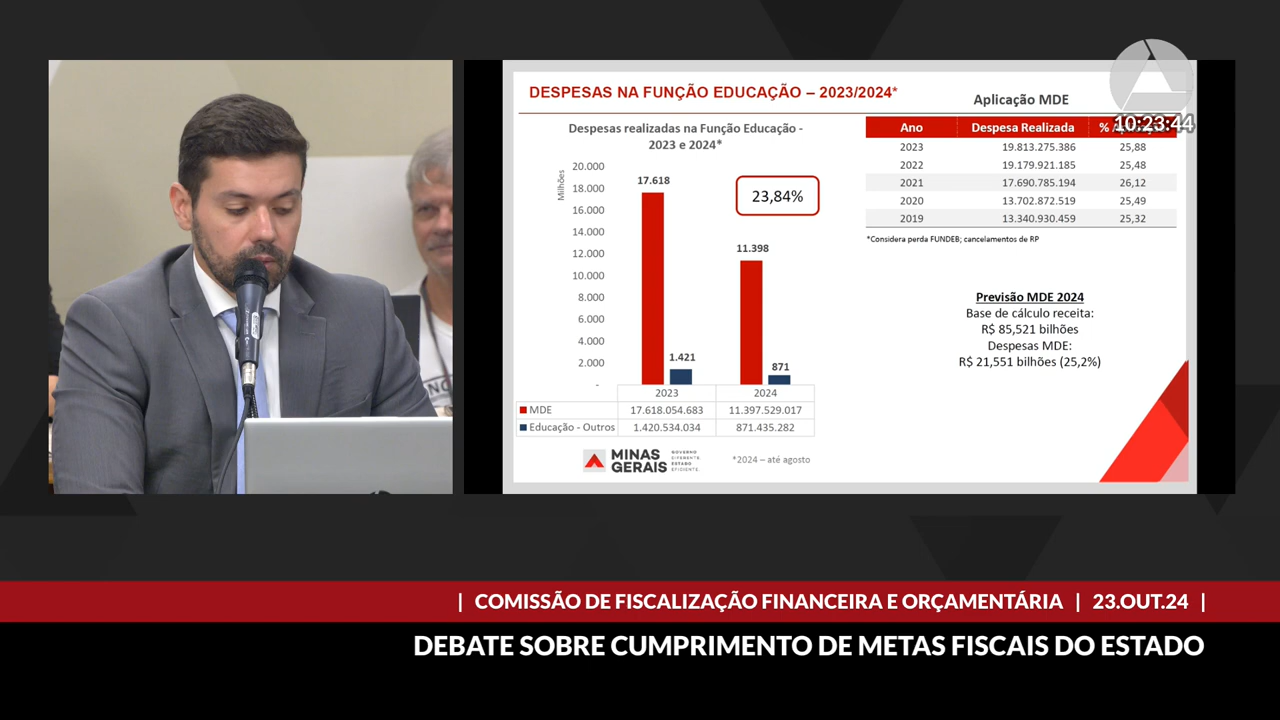 DESPESAS NA FUNÇÃO EDUCAÇÃO – 2023/2024*
Despesas realizadas na Função Educação -
2023 e 2024*
Milhões
20.000
18.000
16.000
14.000
12.000
10.000
8.000
6.000
4.000
2.000
-
17.618
1.421
23,84%
11.398
871
2023 2024
MDE 17.618.054.683 11.397.529.017
Educação - Outros 1.420.534.034 871.435.282
MINAS
GERAIS
GOVERNO
DIFERENTE.
ESTADO
EFICIENTE.
*2024 – até agosto
Aplicação MDE
10:23:44
Ano Despesa Realizada %
2023 19.813.275.386 25,88
2022 19.179.921.185 25,48
2021 17.690.785.194 26,12
2020 13.702.872.519 25,49
2019 13.340.930.459 25,32
*Considera perda FUNDEB; cancelamentos de RP
Previsão MDE 2024
Base de cálculo receita:
R$ 85,521 bilhões
Despesas MDE:
R$ 21,551 bilhões (25,2%)
| COMISSÃO DE FISCALIZAÇÃO FINANCEIRA E ORÇAMENTÁRIA | 23.OUT.24 |
DEBATE SOBRE CUMPRIMENTO DE METAS FISCAIS DO ESTADO